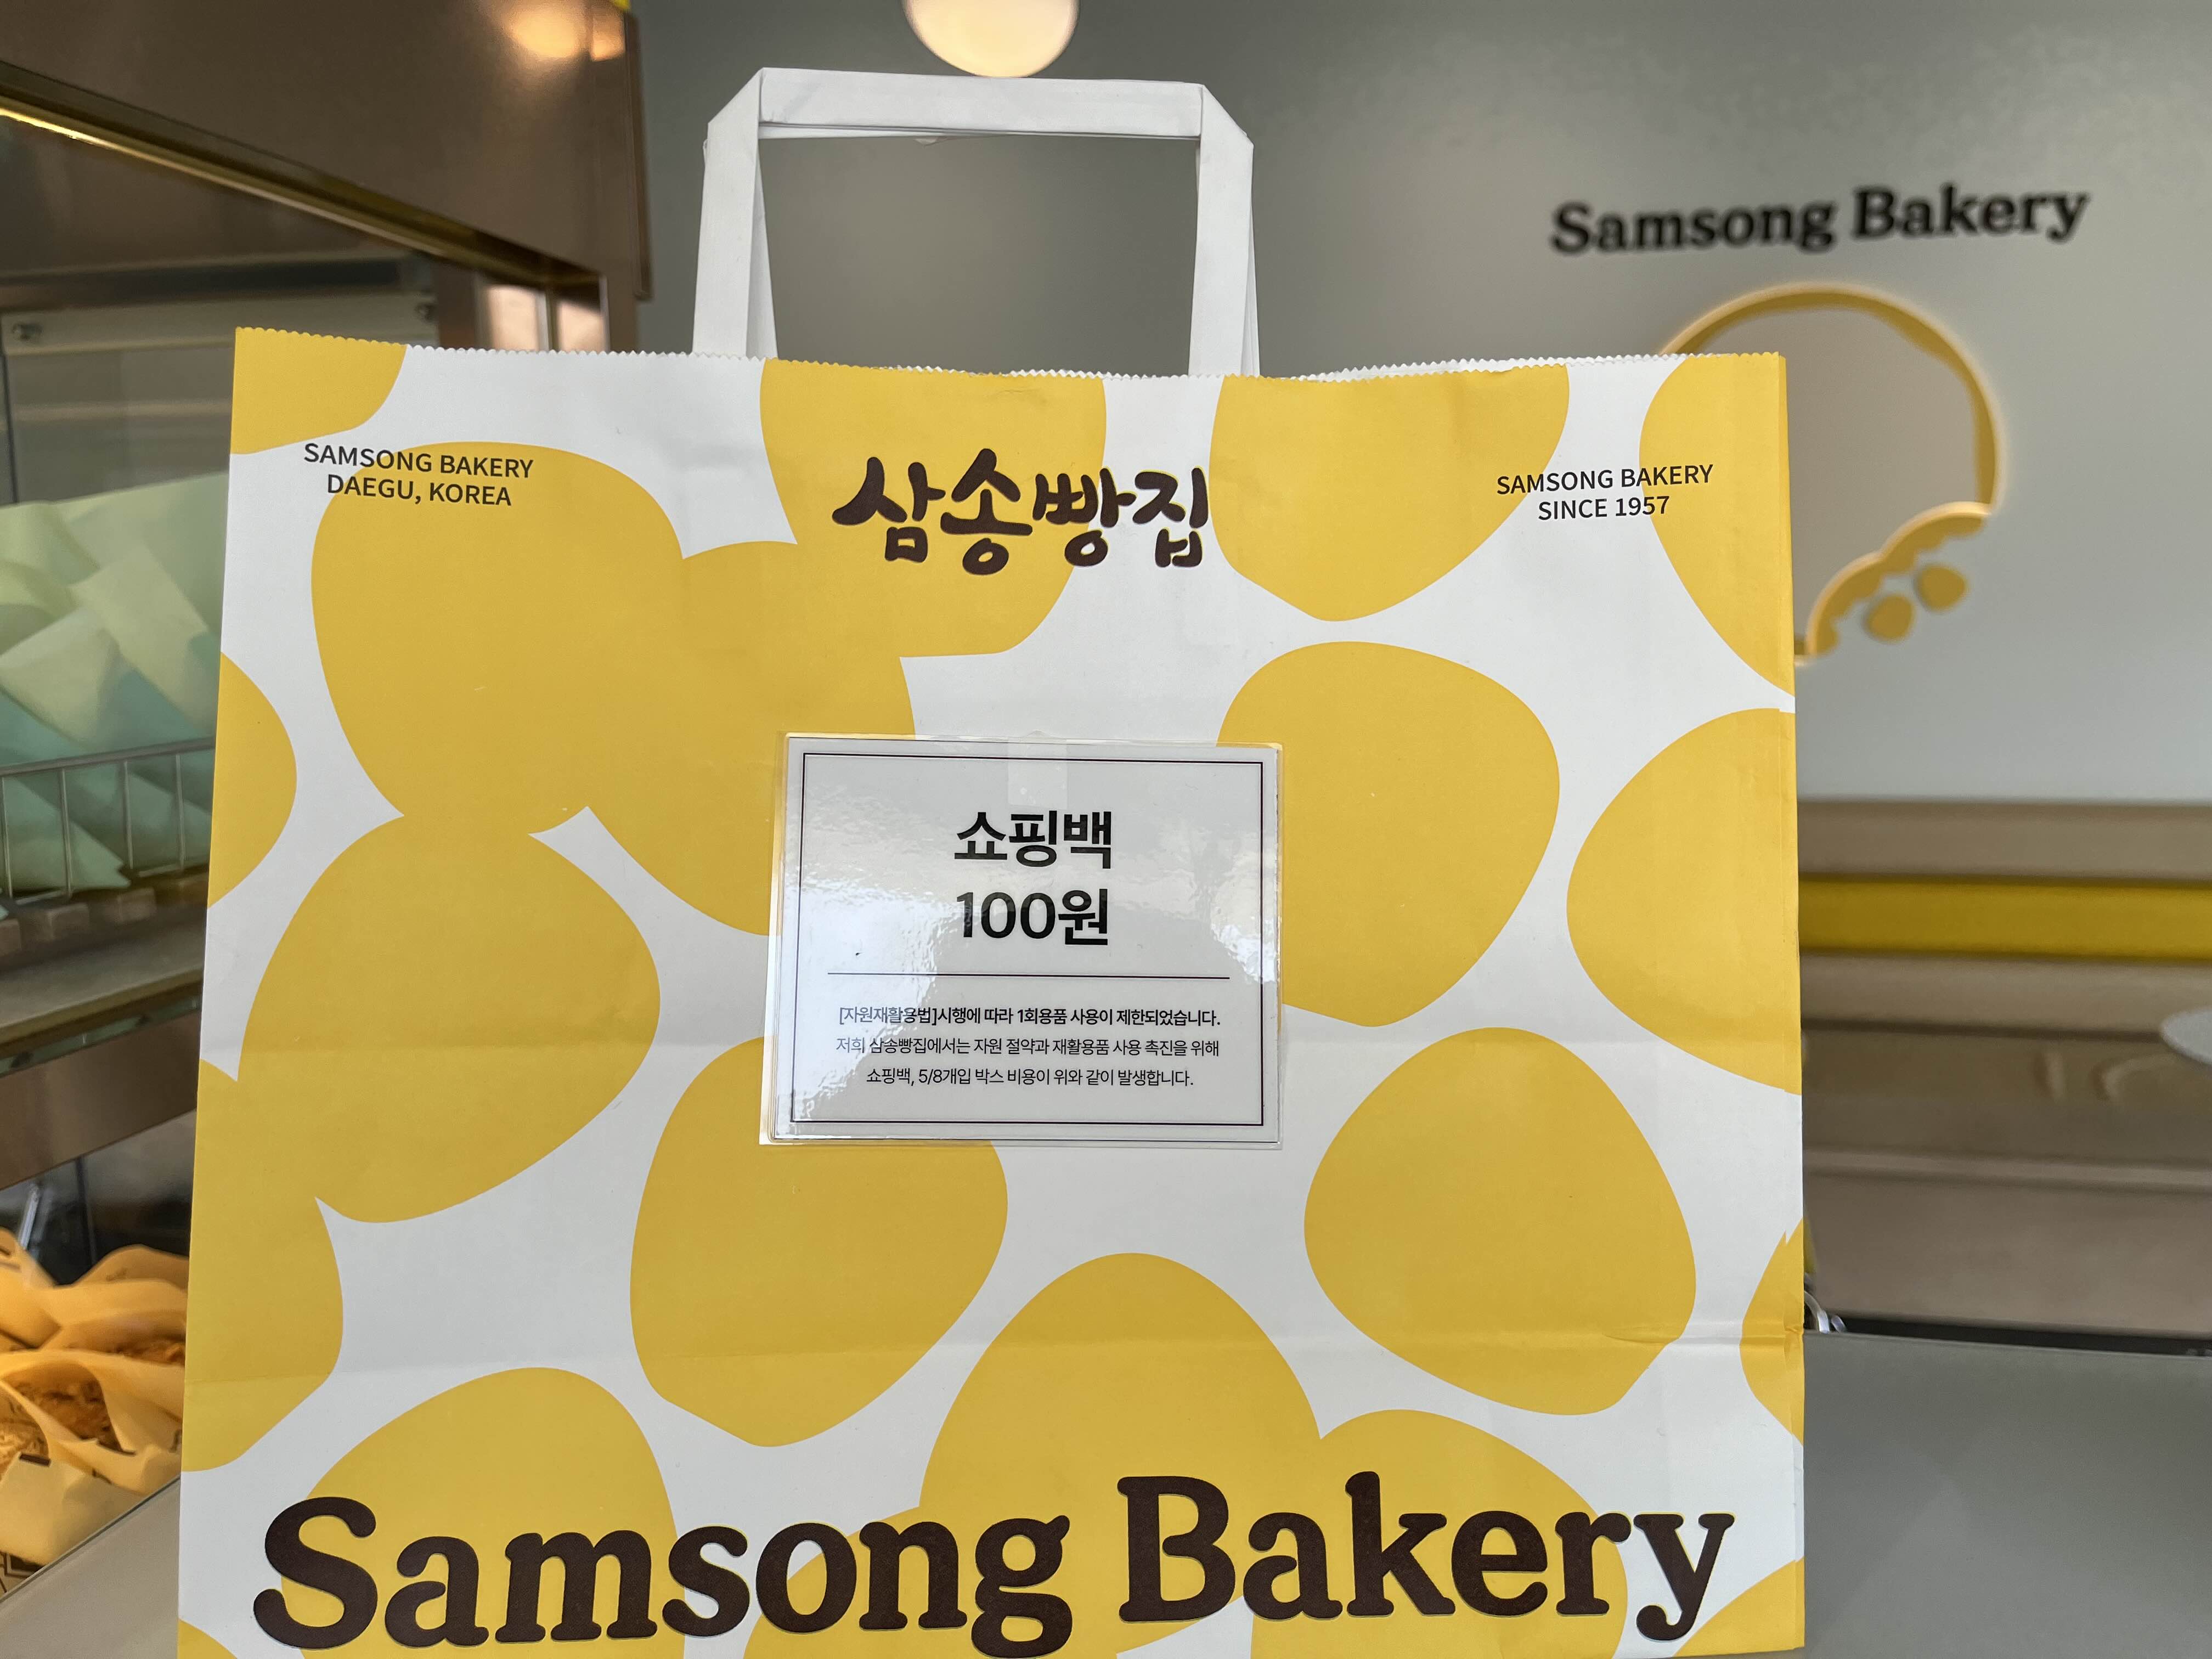 Samsong Bakery
SAMSONG BAKERY
DAEGU, KOREA
삼송빵집
SAMSONG BAKERY
SINCE 1957
쇼핑백
100원
[자원재활용법]시행에 따라 1회용품 사용이 제한되었습니다.
저희 삼송빵집에서는 자원 절약과 재활용품 사용 촉진을 위해
쇼핑백, 5/8개입 박스 비용이 위와 같이 발생합니다.
Samsong Bakery